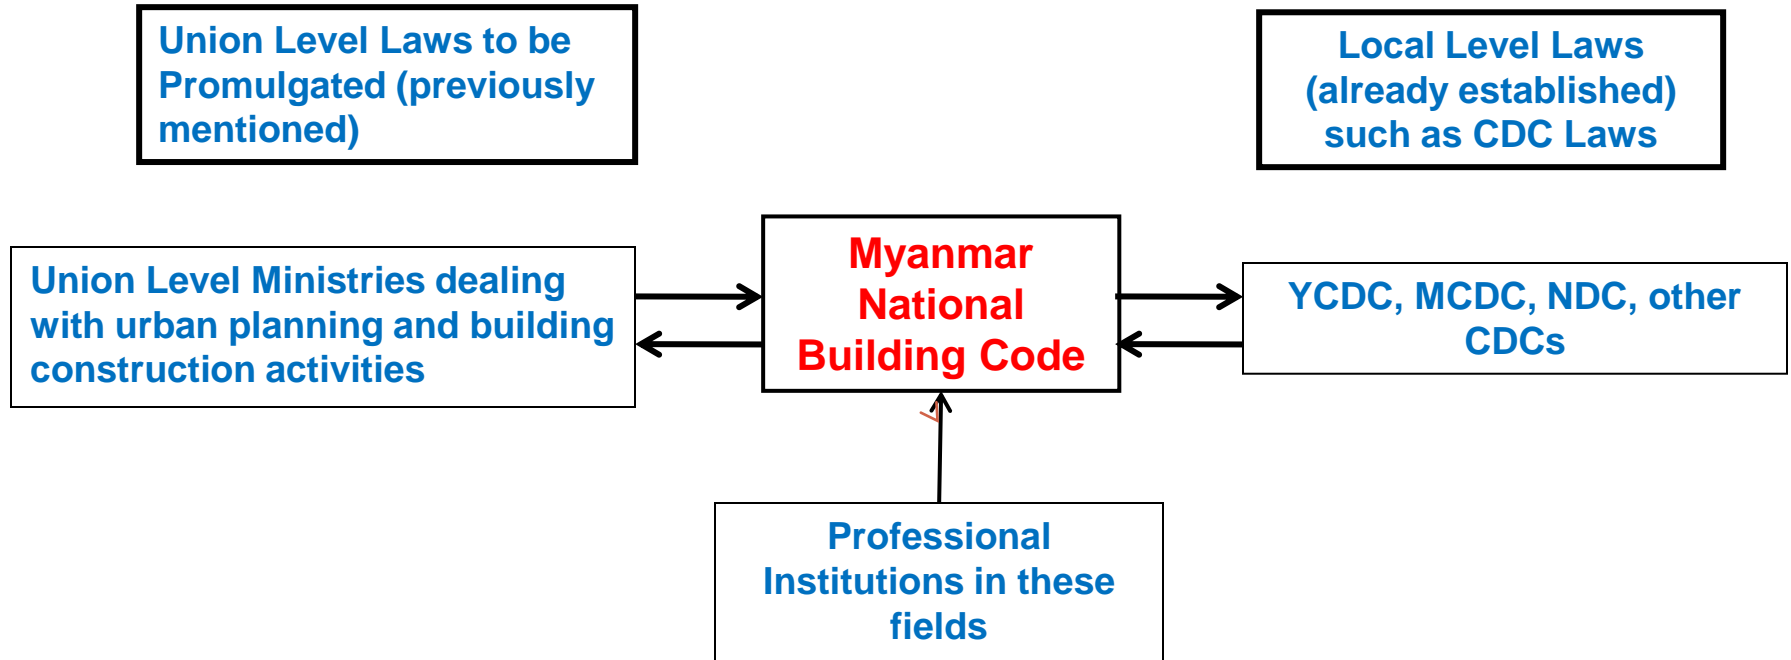 Union Level Laws to be
Promulgated (previously
mentioned)
Local Level Laws
(already established)
such as CDC Laws
Union Level Ministries dealing
with urban planning and building
construction activities
Myanmar
National
Building Code
YCDC, MCDC, NDC, other
CDCs
Professional
Institutions in these
fields